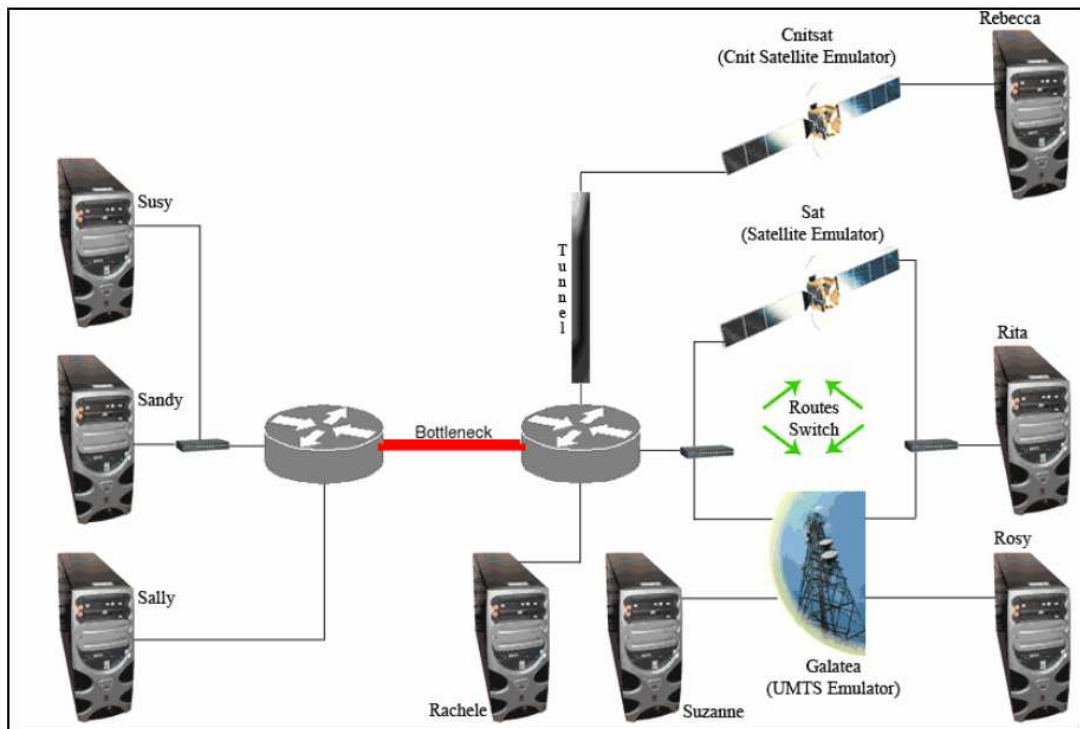 Rebecca
Cnitsat
(Cnit Satellite Emulator)
Susy
Tunnel
Sat
(Satellite Emulator)
Sandy
Bottleneck
Routes
Switch
Rita
Sally
Rachele
Suzanne
Galatea
(UMTS Emulator)
Rosy